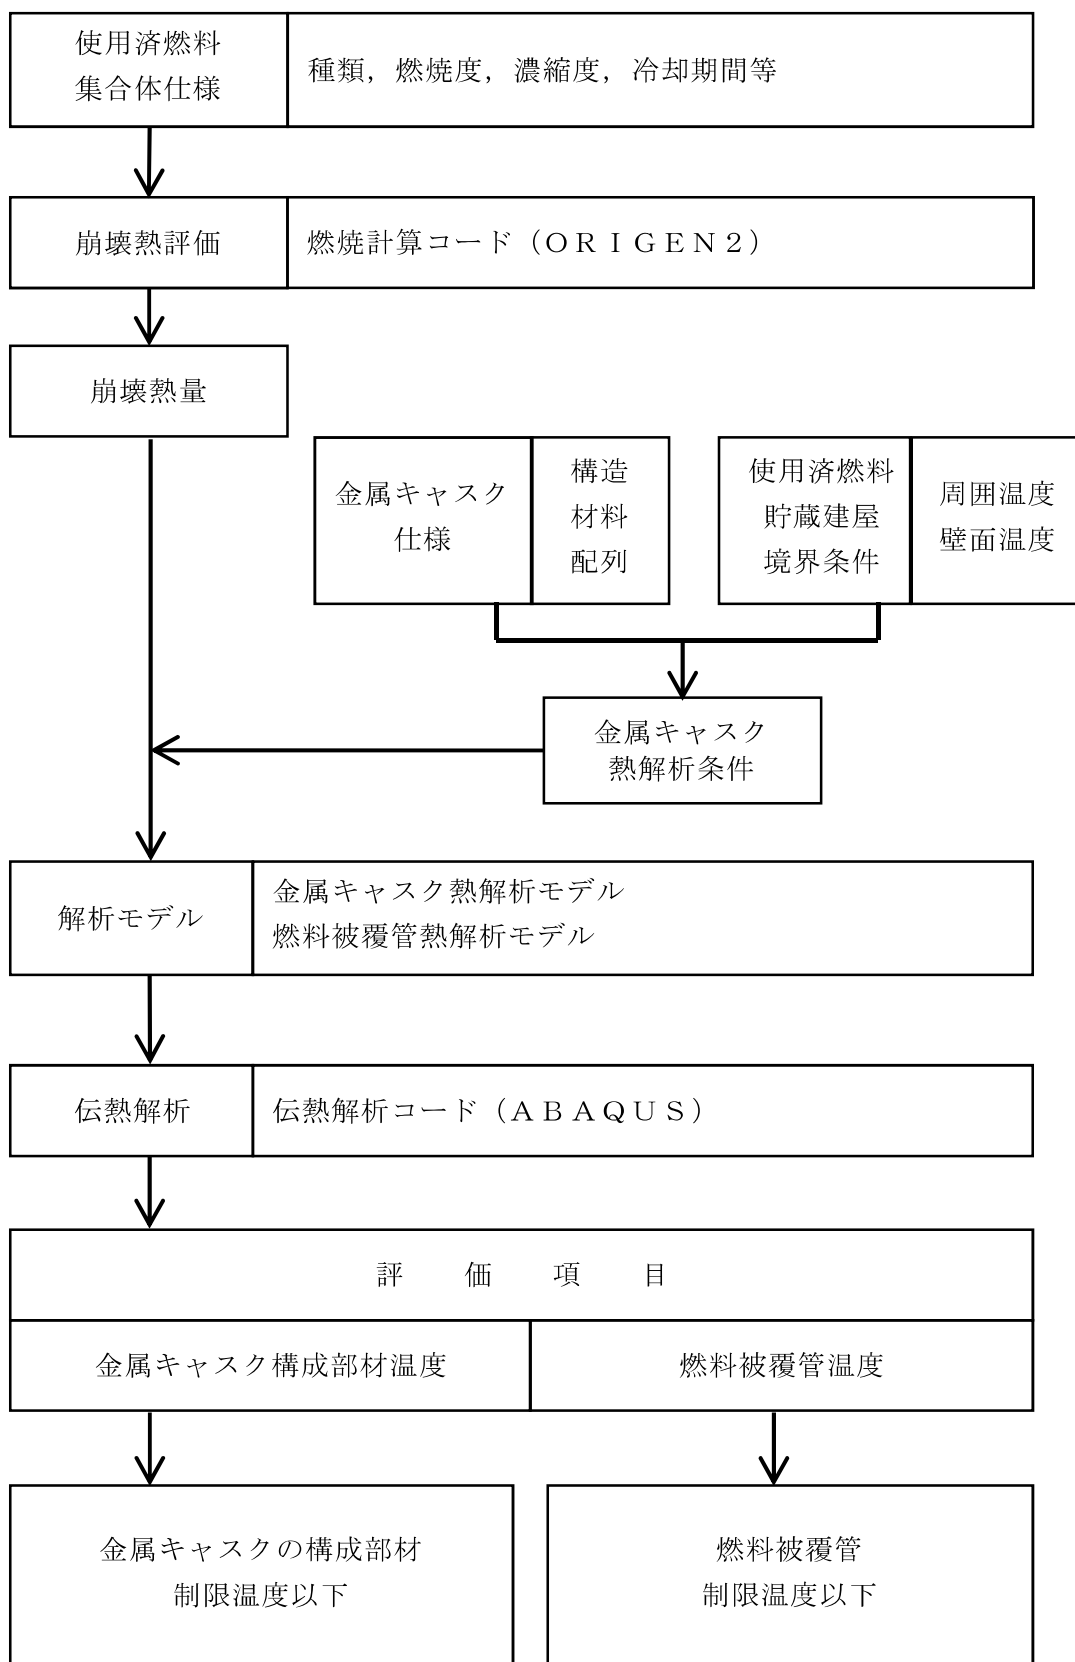 使用済燃料
集合体仕様
種類，燃焼度，濃縮度，冷却期間等
崩壊熱評価
燃焼計算コード（ＯＲＩＧＥＮ２）
崩壊熱量
金属キャスク
仕様
構造
材料
配列
使用済燃料
貯蔵建屋
境界条件
周囲温度
壁面温度
金属キャスク
熱解析条件
解析モデル
金属キャスク熱解析モデル
燃料被覆管熱解析モデル
伝熱解析
伝熱解析コード（ＡＢＡＱＵＳ）
評　価　項　目
金属キャスク構成部材温度
燃料被覆管温度
金属キャスクの構成部材
制限温度以下
燃料被覆管
制限温度以下